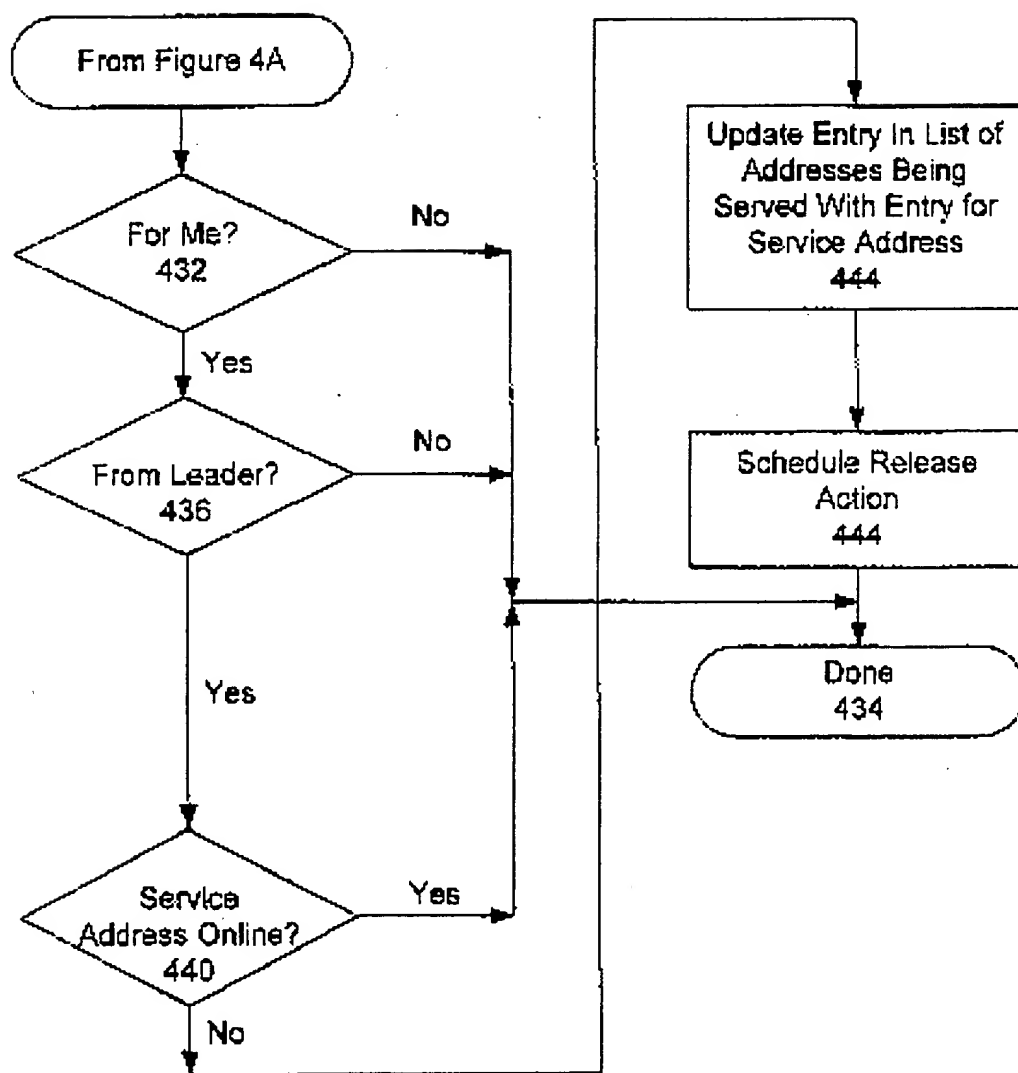 From Figure 4A
For Me?
432
No
Yes
From Leader?
436
No
Yes
Service
Address Online?
440
Yes
No
Update Entry In List of
Addresses Being
Served With Entry for
Service Address
444
Schedule Release
Action
444
Done
434